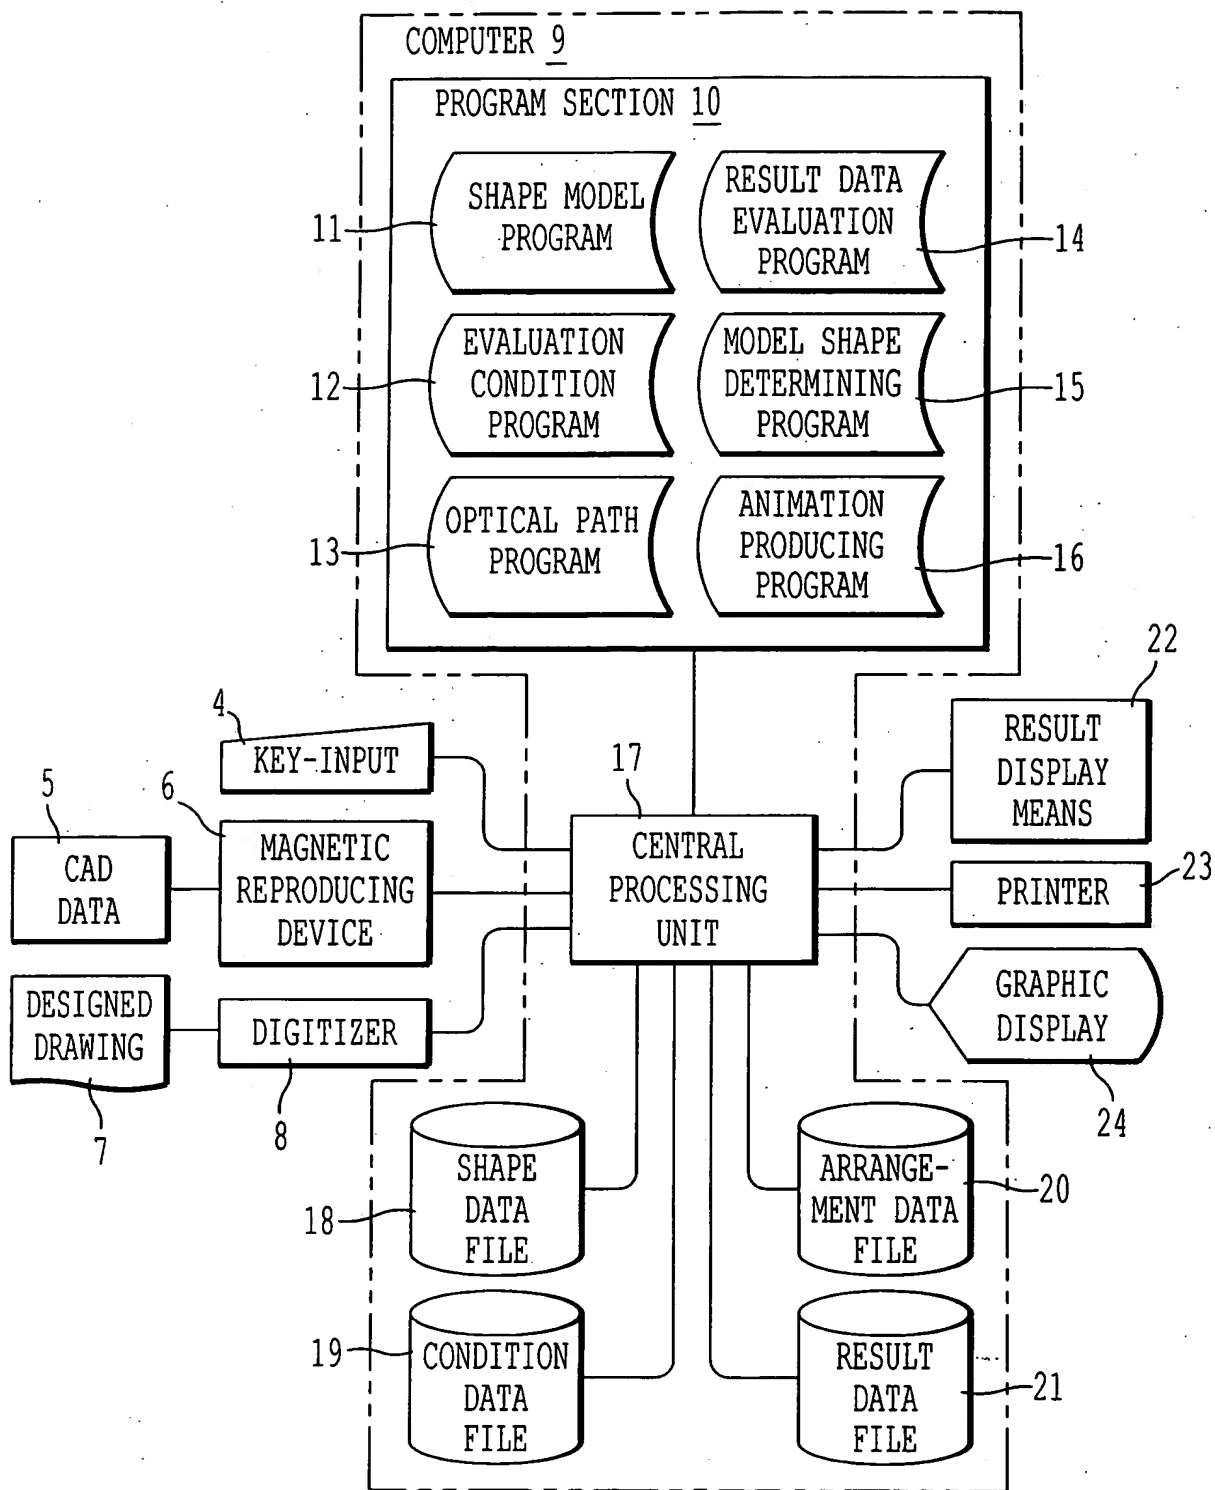 COMPUTER 9
PROGRAM SECTION 10
11
SHAPE MODEL
PROGRAM
RESULT DATA
EVALUATION
PROGRAM
14
12
EVALUATION
CONDITION
PROGRAM
MODEL SHAPE
DETERMINING
PROGRAM
15
13
OPTICAL PATH
PROGRAM
ANIMATION
PRODUCING
PROGRAM
16
4
KEY-INPUT
5
CAD
DATA
6
MAGNETIC
REPRODUCING
DEVICE
DESIGNED
DRAWING
7
DIGITIZER
8
17
CENTRAL
PROCESSING
UNIT
22
RESULT
DISPLAY
MEANS
PRINTER
23
GRAPHIC
DISPLAY
24
18
SHAPE
DATA
FILE
ARRANGE-
MENT DATA
FILE
20
19
CONDITION
DATA
FILE
RESULT
DATA
FILE
21